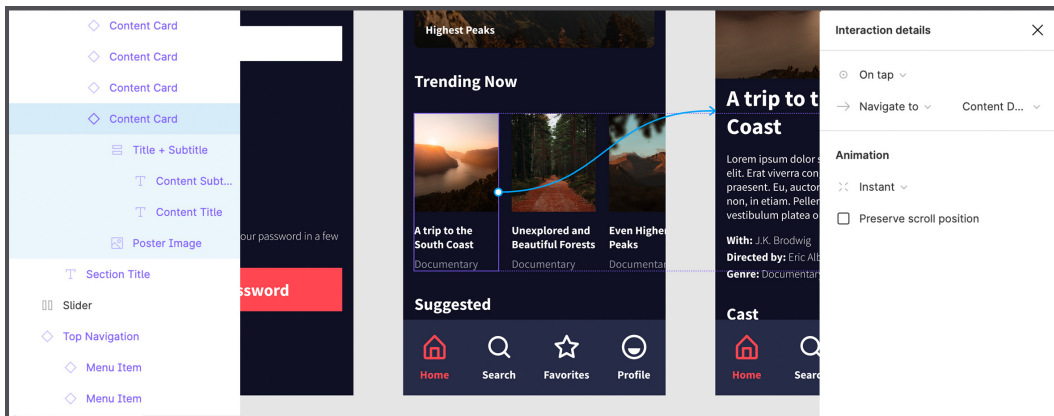 Content Card
Content Card
Content Card
Content Card
Title + Subtitle
Content Subt...
Content Title
Poster Image
Section Title
Slider
Top Navigation
Menu Item
Menu Item
our password in a few
ssword
Highest Peaks
Trending Now
A trip to the
South Coast
Documentary
Unexplored and
Beautiful Forests
Documentary
Even Higher
Peaks
Documentar
Suggested
Home
Search
Favorites
Profile
A trip to t
Coast
Lorem ipsum dolor s
elit. Erat viverra con
praesent. Eu, auctor
non, in etiam. Peller
vestibulum platea o
With: J.K. Brodwig
Directed by: Eric Alb
Genre: Documentary
Cast
Home
Searc
Interaction details
On tap
Navigate to
Content D...
Animation
Instant
Preserve scroll position